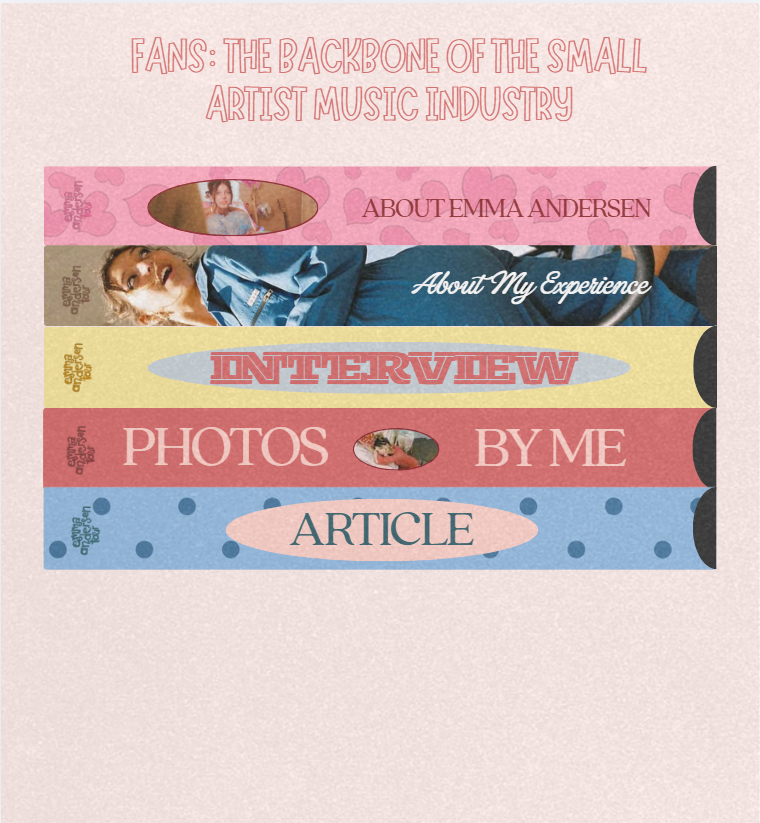 FANS: THE BACKBONE OF THE SMALL
ARTIST MUSIC INDUSTRY
ABOUT EMMA ANDERSEN
About My Experience
INTERVIEW
PHOTOS BY ME
ARTICLE